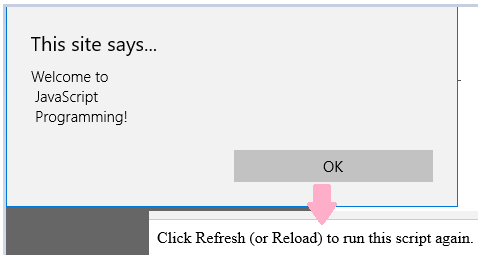 This site says...
Welcome to
JavaScript
Programming!
OK
Click Refresh (or Reload) to run this script again.